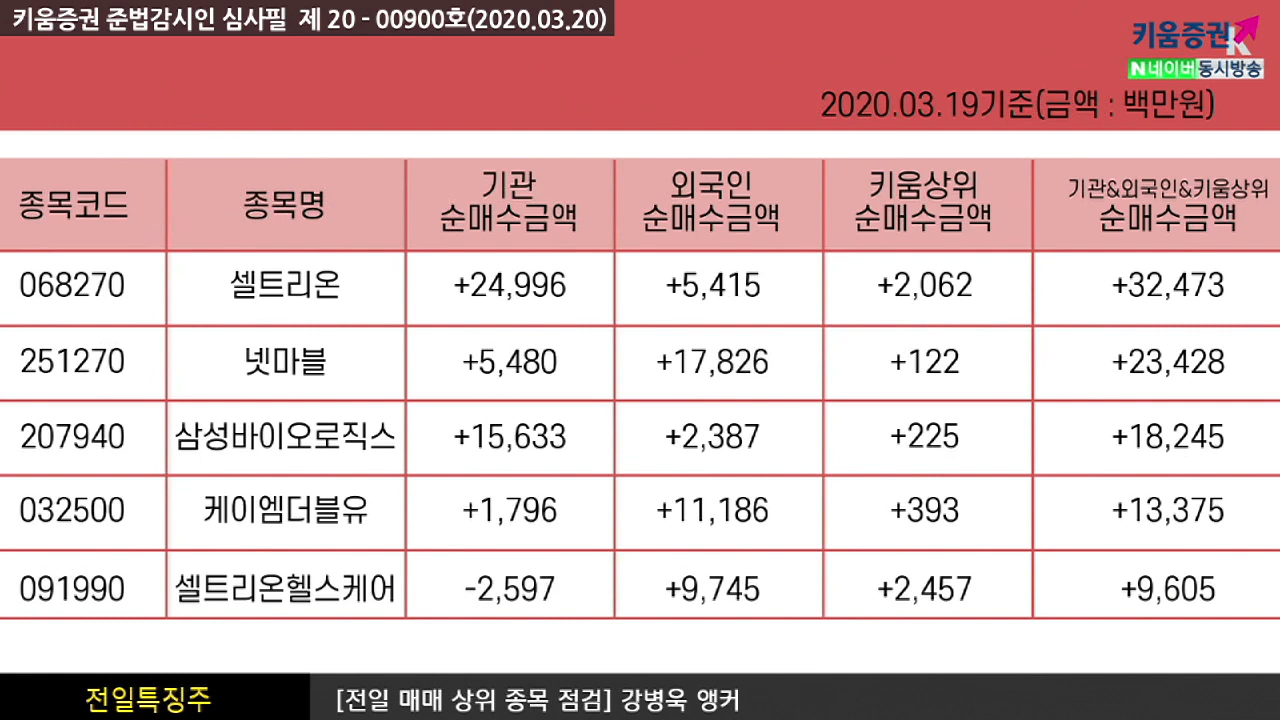 키움증권 준법감시인 심사필 제 20 - 00900호(2020.03.20)
키움증권
N 네이버 동시방송
2020.03.19기준(금액 : 백만원)
종목코드 종목명 기관 순매수금액 외국인 순매수금액 키움상위 순매수금액 기관&외국인&키움상위 순매수금액
068270 셀트리온 +24,996 +5,415 +2,062 +32,473
251270 넷마블 +5,480 +17,826 +122 +23,428
207940 삼성바이오로직스 +15,633 +2,387 +225 +18,245
032500 케이엠더블유 +1,796 +11,186 +393 +13,375
091990 셀트리온헬스케어 -2,597 +9,745 +2,457 +9,605
전일특징주 [전일 매매 상위 종목 점검] 강병욱 앵커